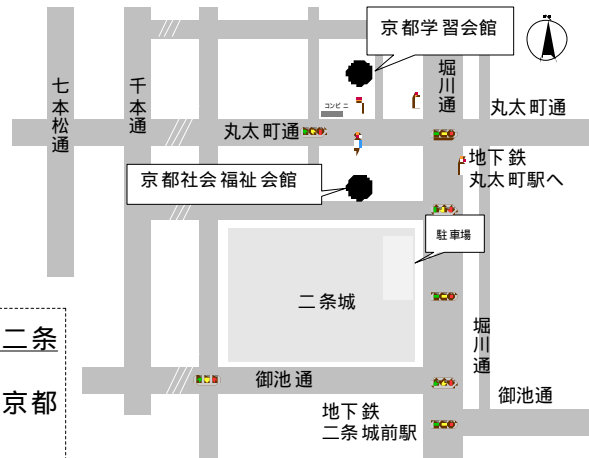 京都学習会館
堀川通
七本松通
千本通
コンビニ
丸太町通
丸太町通
地下鉄
丸太町駅へ
京都社会福祉会館
駐車場
二条城
堀川通
二条
京都
御池通
御池通
地下鉄
二条城前駅